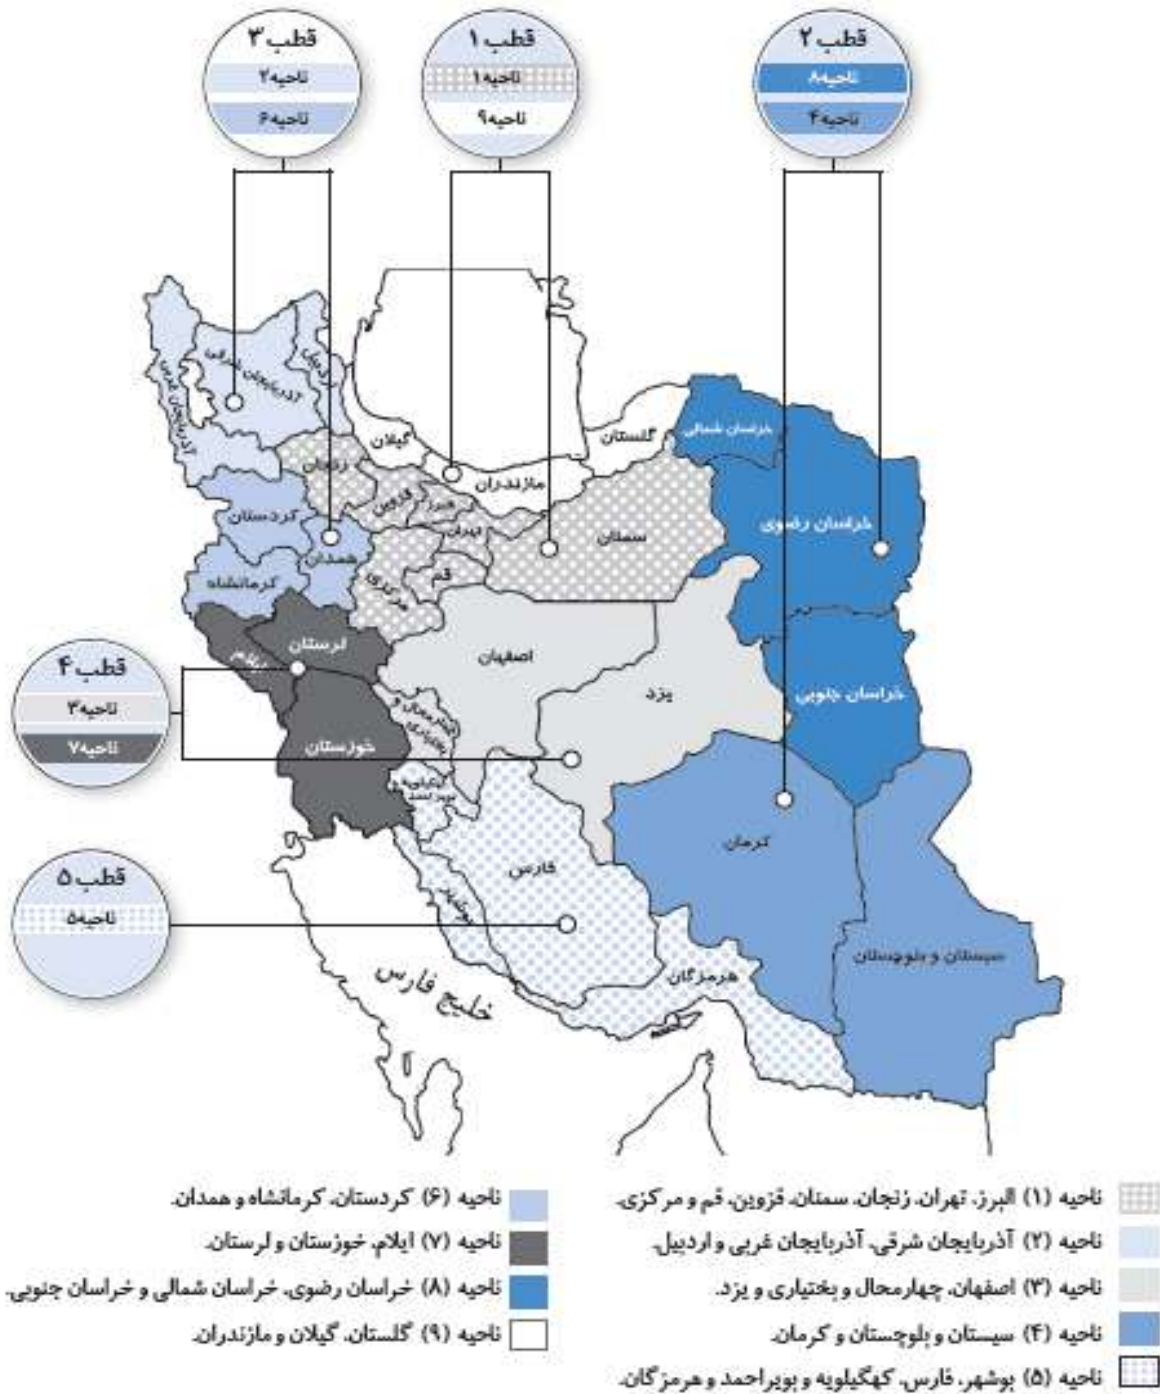 قطب ۳
ناحیه۲
ناحیه۶
قطب ۱
ناحیه۱
ناحیه۹
قطب ۲
ناحیه۸
ناحیه۴
آذربایجان شرقی
آذربایجان غربی
اردبیل
گیلان
گلستان
مازندران
خراسان شمالی
خراسان رضوی
خراسان جنوبی
زنجان
قزوین
البرز
تهران
سمنان
قم
مرکزی
کردستان
همدان
کرمانشاه
لرستان
ایلام
خوزستان
اصفهان
یزد
چهارمحال و
بختیاری
کهگیلویه و
بویراحمد
فارس
بوشهر
هرمزگان
کرمان
سیستان و بلوچستان
خلیج فارس
قطب ۴
ناحیه۳
ناحیه۷
قطب ۵
ناحیه۵
ناحیه (۱) البرز، تهران، زنجان، سمنان، قزوین، قم و مرکزی.
ناحیه (۲) آذربایجان شرقی، آذربایجان غربی و اردبیل.
ناحیه (۳) اصفهان، چهارمحال و بختیاری و یزد.
ناحیه (۴) سیستان و بلوچستان و کرمان.
ناحیه (۵) بوشهر، فارس، کهگیلویه و بویراحمد و هرمزگان.
ناحیه (۶) کردستان، کرمانشاه و همدان.
ناحیه (۷) ایلام، خوزستان و لرستان.
ناحیه (۸) خراسان رضوی، خراسان شمالی و خراسان جنوبی.
ناحیه (۹) گلستان، گیلان و مازندران.